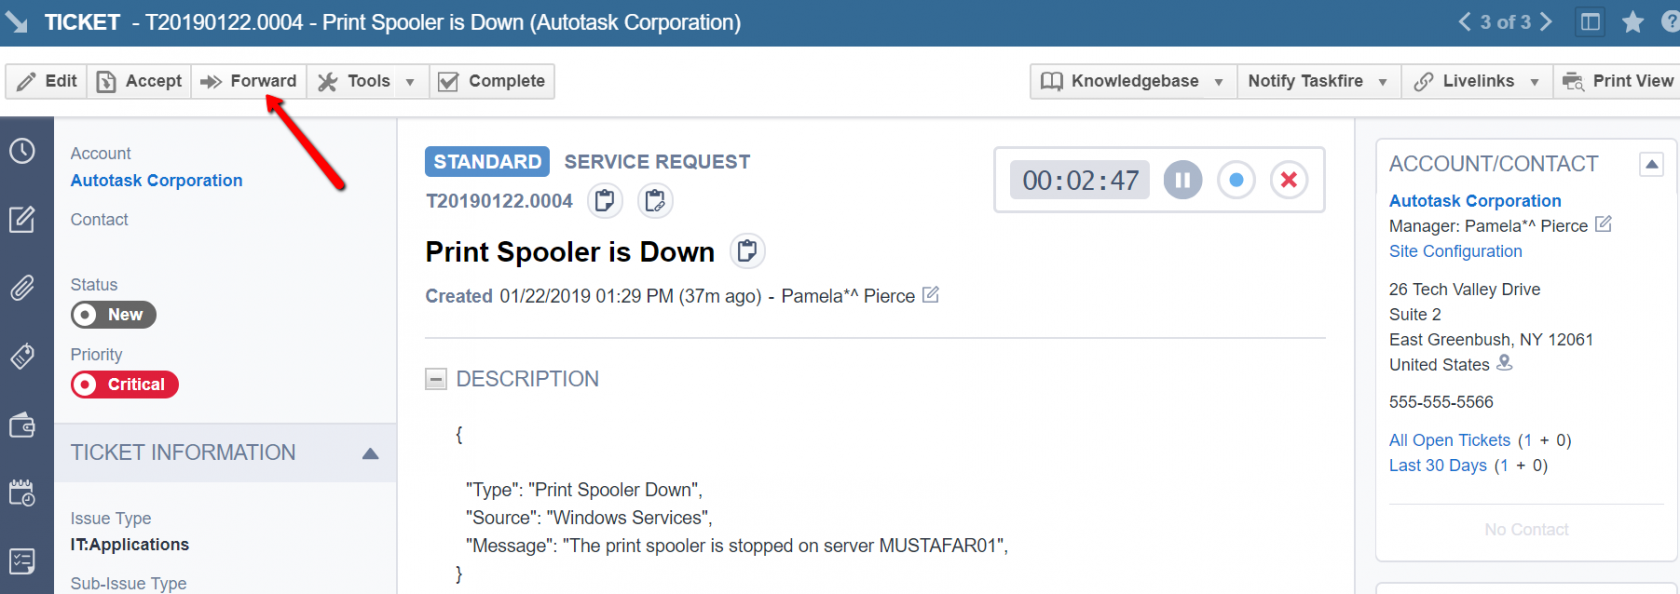 TICKET - T20190122.0004 - Print Spooler is Down (Autotask Corporation)
3 of 3
Edit
Accept
Forward
Tools
Complete
Knowledgebase
Notify Taskfire
Livelinks
Print View
Account
Autotask Corporation
Contact
Status
New
Priority
Critical
TICKET INFORMATION
Issue Type
IT:Applications
Sub-Issue Type
STANDARD SERVICE REQUEST
T20190122.0004
00:02:47
Print Spooler is Down
Created 01/22/2019 01:29 PM (37m ago) - Pamela*^ Pierce
DESCRIPTION
{
"Type": "Print Spooler Down",
"Source": "Windows Services",
"Message": "The print spooler is stopped on server MUSTAFAR01",
}
ACCOUNT/CONTACT
Autotask Corporation
Manager: Pamela*^ Pierce
Site Configuration
26 Tech Valley Drive
Suite 2
East Greenbush, NY 12061
United States
555-555-5566
All Open Tickets (1 + 0)
Last 30 Days (1 + 0)
No Contact